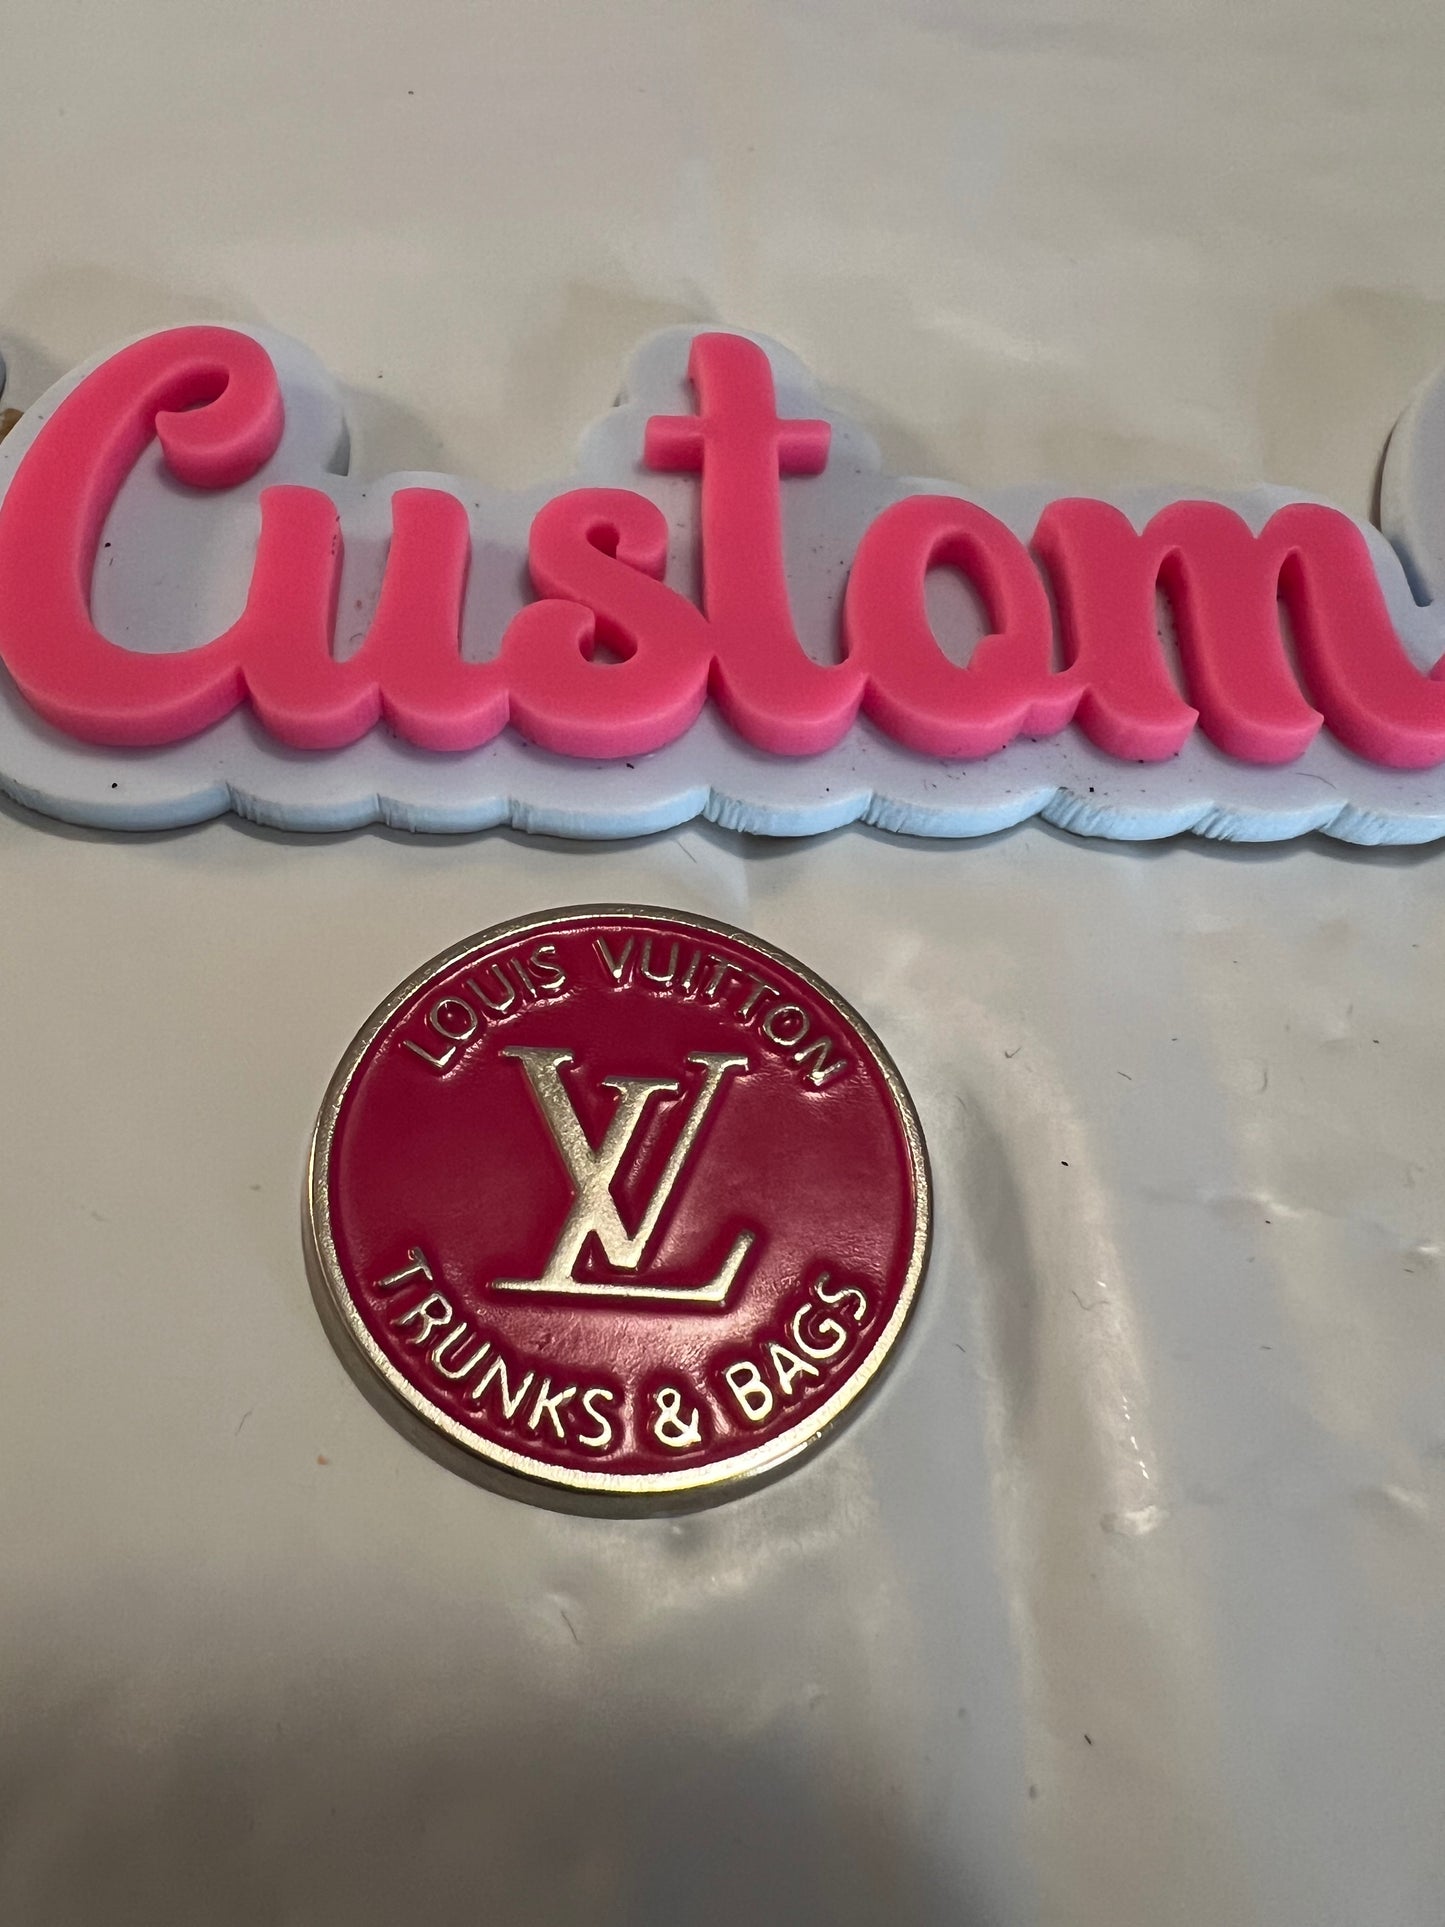 Custom
LOUIS VUITTON
LV
TRUNKS & BAGS